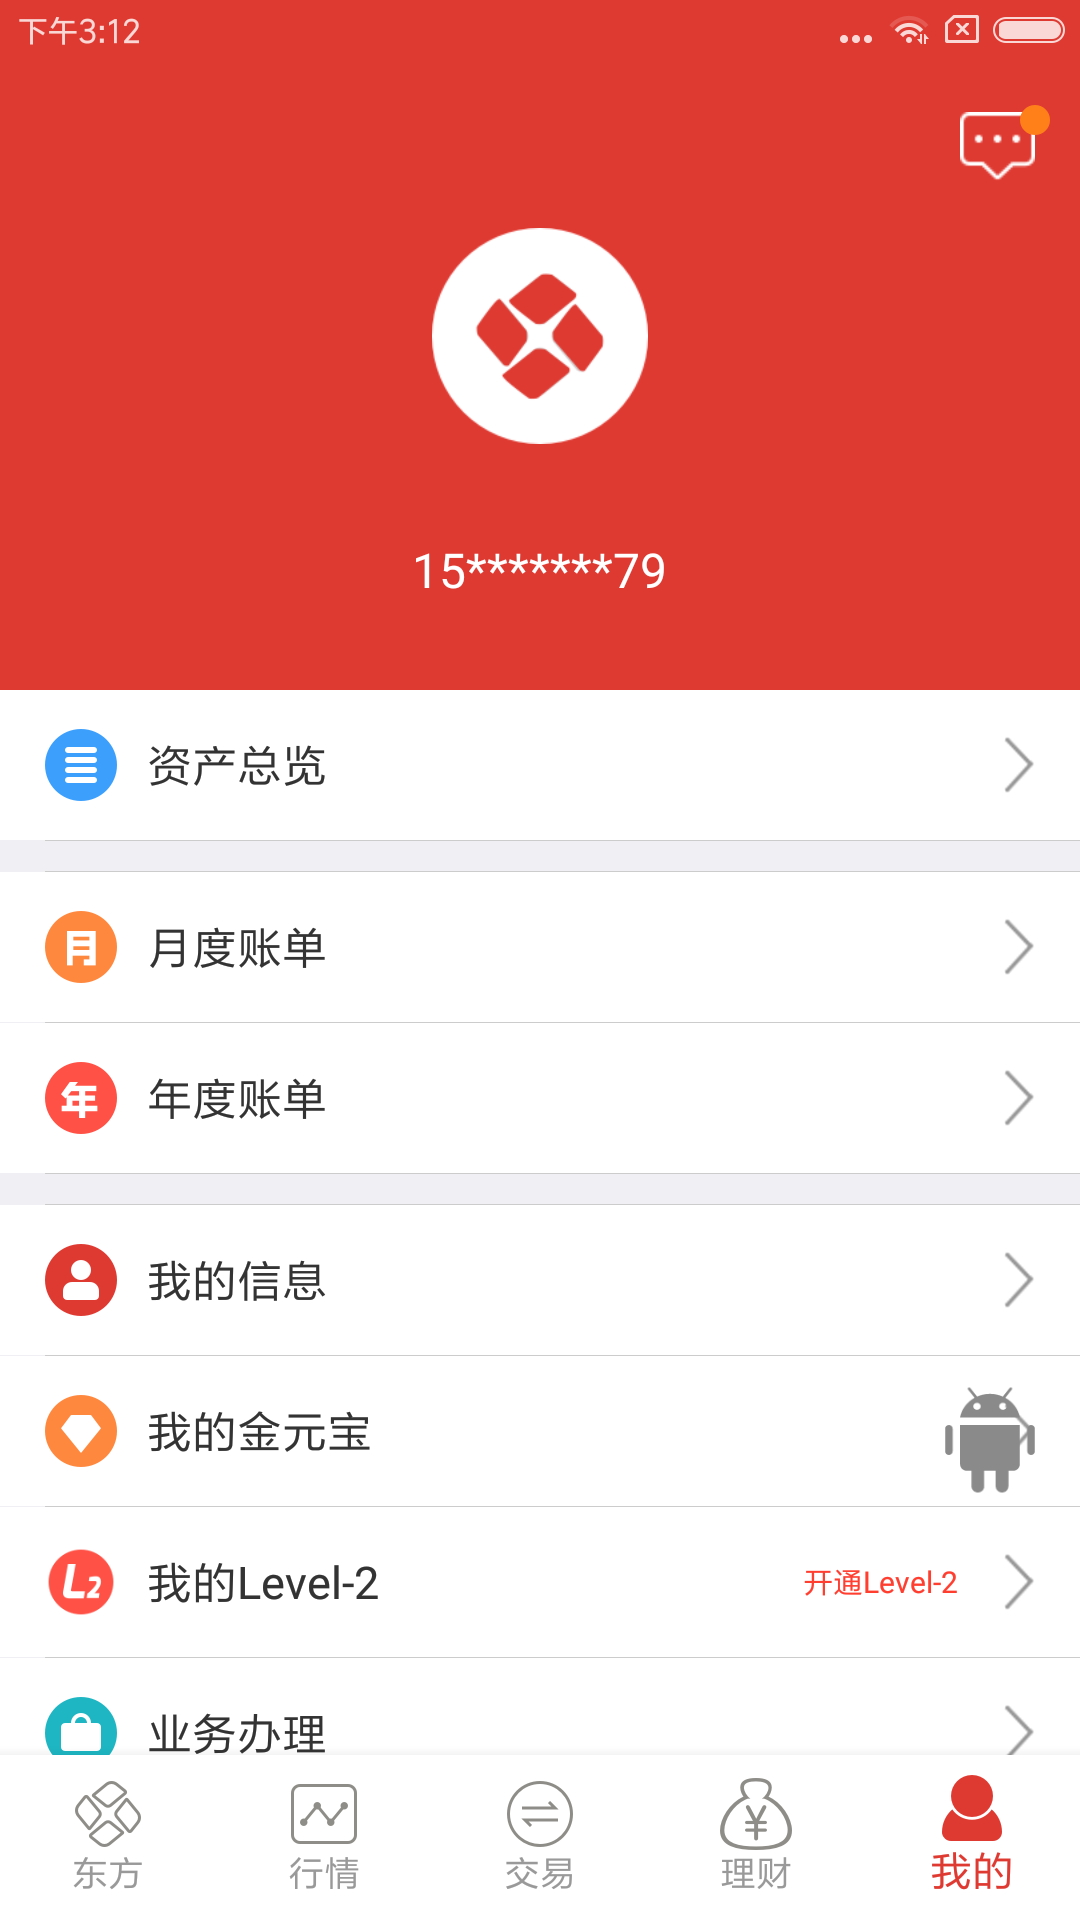 下午3:12
15*******79
资产总览
月
月度账单
年
年度账单
我的信息
我的金元宝
L2
我的Level-2
开通Level-2
业务办理
东方
行情
交易
理财
我的